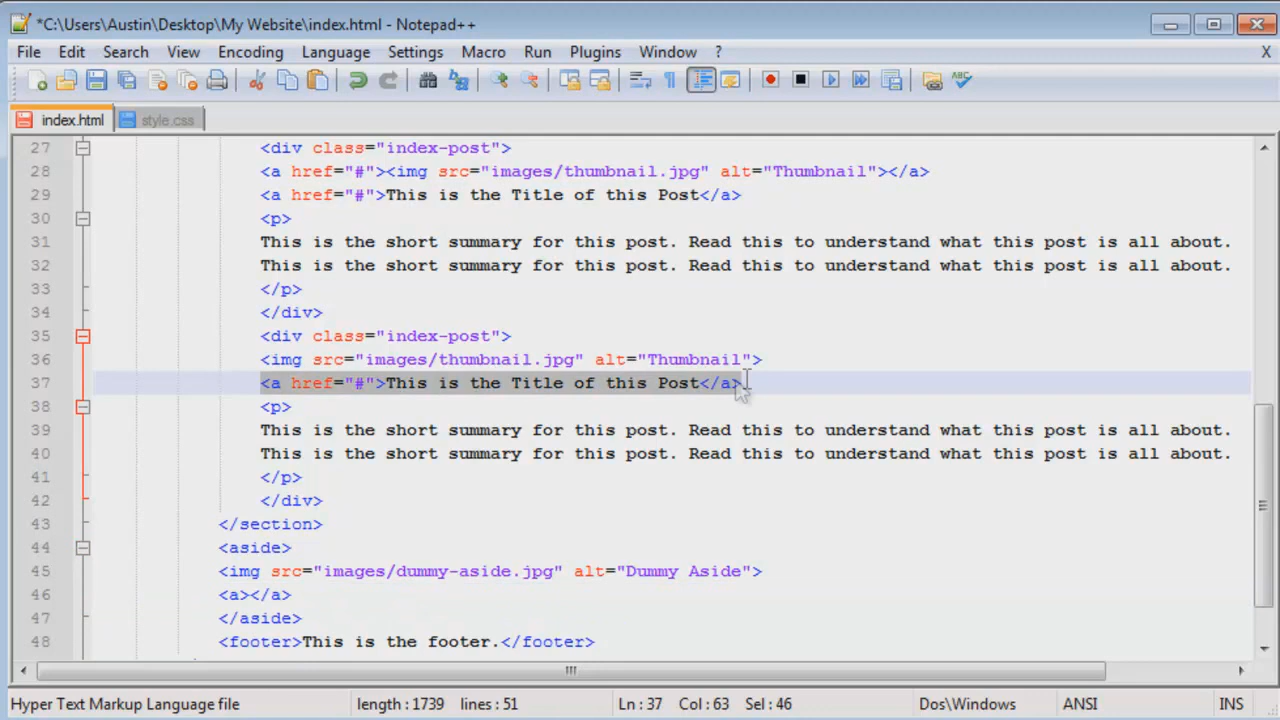 *C:\Users\Austin\Desktop\My Website\index.html - Notepad++
File Edit Search View Encoding Language Settings Macro Run Plugins Window ? X
index.html style.css
27 <div class="index-post">
28 <a href="#"><img src="images/thumbnail.jpg" alt="Thumbnail"></a>
29 <a href="#">This is the Title of this Post</a>
30 <p>
31 This is the short summary for this post. Read this to understand what this post is all about.
32 This is the short summary for this post. Read this to understand what this post is all about.
33 </p>
34 </div>
35 <div class="index-post">
36 <img src="images/thumbnail.jpg" alt="Thumbnail">
37 <a href="#">This is the Title of this Post</a>
38 <p>
39 This is the short summary for this post. Read this to understand what this post is all about.
40 This is the short summary for this post. Read this to understand what this post is all about.
41 </p>
42 </div>
43 </section>
44 <aside>
45 <img src="images/dummy-aside.jpg" alt="Dummy Aside">
46 <a></a>
47 </aside>
48 <footer>This is the footer.</footer>
Hyper Text Markup Language file length : 1739 lines : 51 Ln : 37 Col : 63 Sel : 46 Dos\Windows ANSI INS